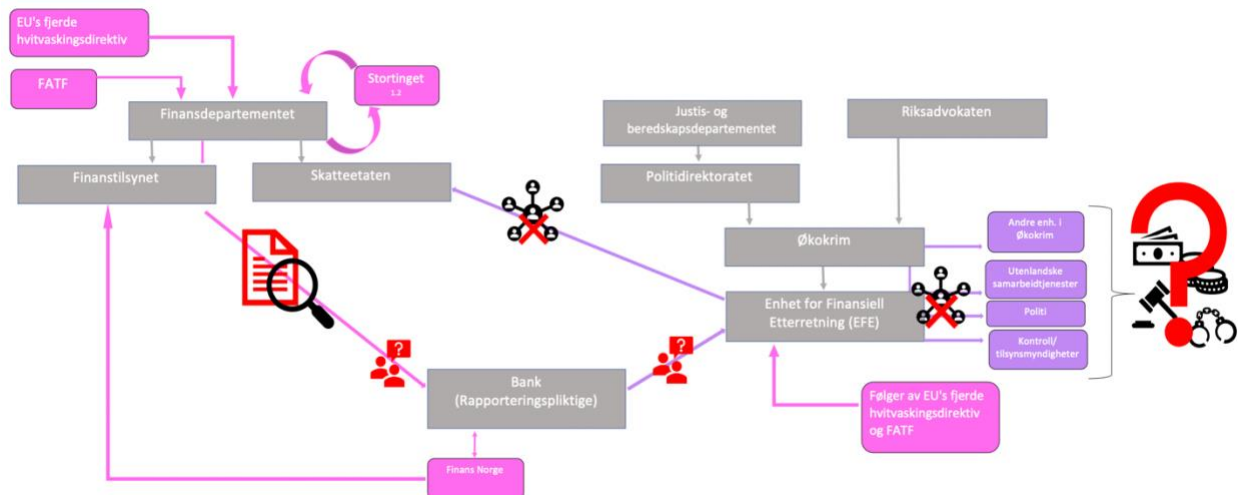 EU's fjerde
hvitvaskingsdirektiv
FATF
Stortinget
1.2
Finansdepartementet
Finanstilsynet
Skatteetaten
Justis- og
beredskapsdepartementet
Riksadvokaten
Politidirektoratet
Økokrim
Enhet for Finansiell
Etterretning (EFE)
Andre enh. i
Økokrim
Utenlandske
samarbeidtjenester
Politi
Kontroll/
tilsynsmyndigheter
?
?
Bank
(Rapporteringspliktige)
Finans Norge
Følger av EU's fjerde
hvitvaskingsdirektiv
og FATF